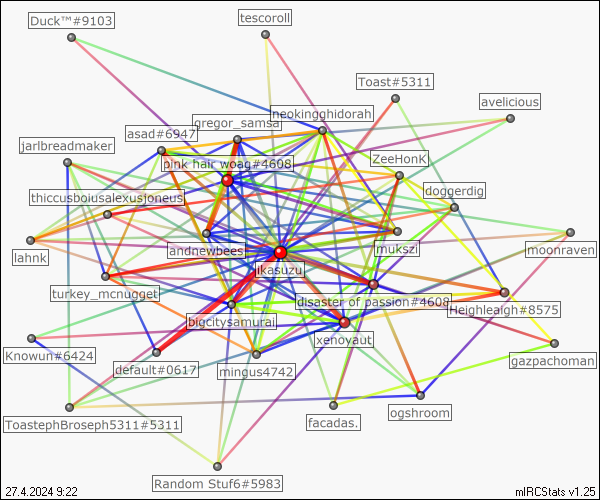 Duck™#9103
tescoroll
Toast#5311
avelicious
neokingghidorah
gregor_samsa
asad#6947
jarlbreadmaker
pink hair woag#4608
ZeeHonK
doggerdig
thiccusboiusalexusjoneus
lahnk
andnewbees
mukszi
moonraven
ikasuzu
turkey_mcnugget
disaster of passion#4608
Heighleaigh#8575
bigcitysamurai
xenovaut
Knowun#6424
default#0617
mingus4742
gazpachoman
ToastephBroseph5311#5311
facadas.
ogshroom
Random Stuf6#5983
27.4.2024 9:22
mIRCStats v1.25